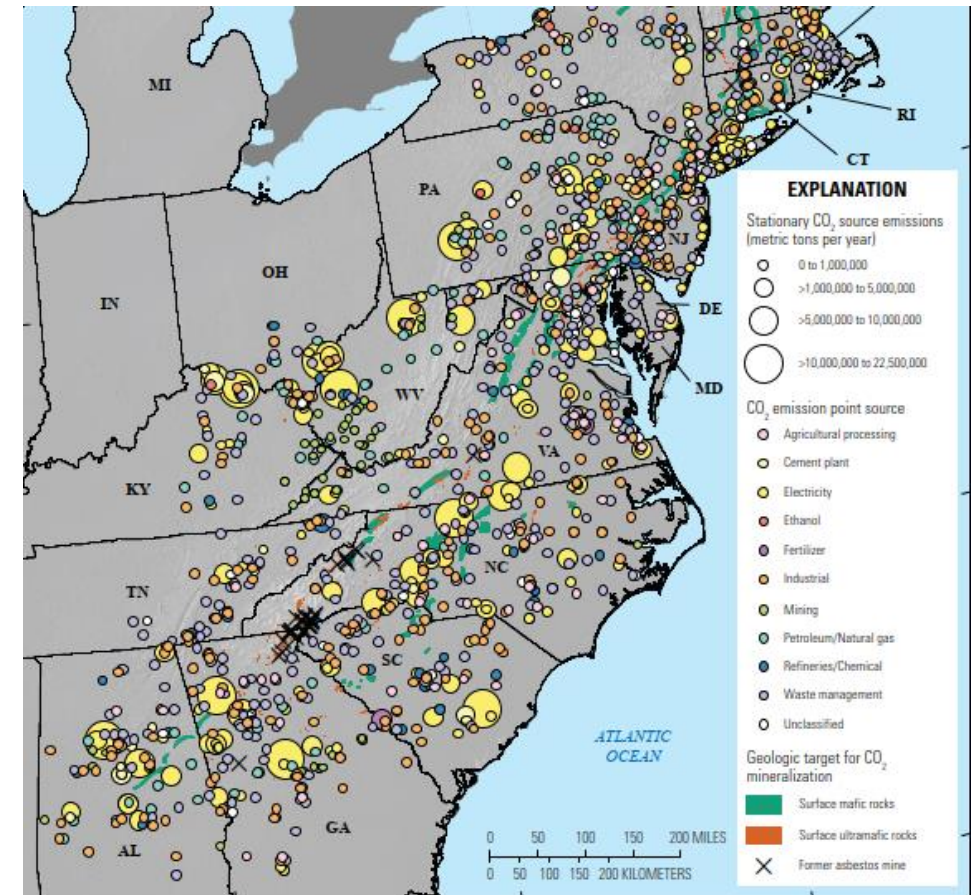 MI
RI
CT
PA
EXPLANATION
Stationary CO2 source emissions
(metric tons per year)
NJ
OH
0 to 1,000,000
>1,000,000 to 5,000,000
IN
DE
>5,000,000 to 10,000,000
>10,000,000 to 22,500,000
MD
WV
CO2 emission point source
Agricultural processing
VA
Cement plant
KY
Electricity
Ethanol
Fertilizer
NC
Industrial
TN
Mining
Petroleum/Natural gas
SC
Refineries/Chemical
Waste management
Unclassified
ATLANTIC
OCEAN
Geologic target for CO2
mineralization
Surface mafic rocks
GA
0 50 100 150 200 MILES
Surface ultramafic rocks
AL
0 50 100 150 200 KILOMETERS
Former asbestos mine